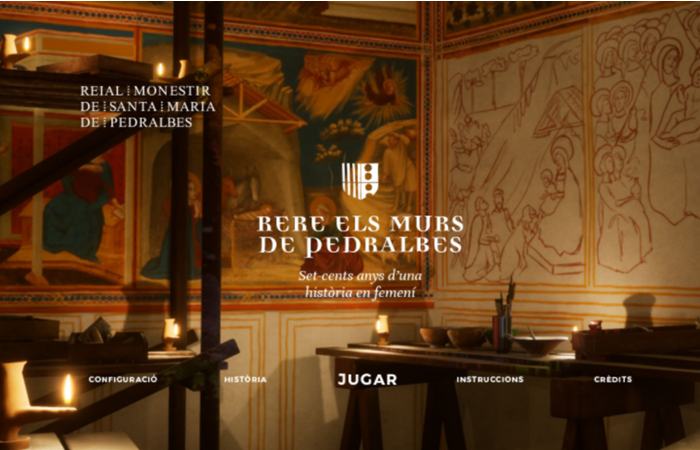 REIAL⁝MONESTIR
DE⁝SANTA⁝MARIA
DE⁝PEDRALBES
RERE ELS MURS
DE PEDRALBES
Set-cents anys d'una
història en femení
CONFIGURACIÓ
HISTÒRIA
JUGAR
INSTRUCCIONS
CRÈDITS